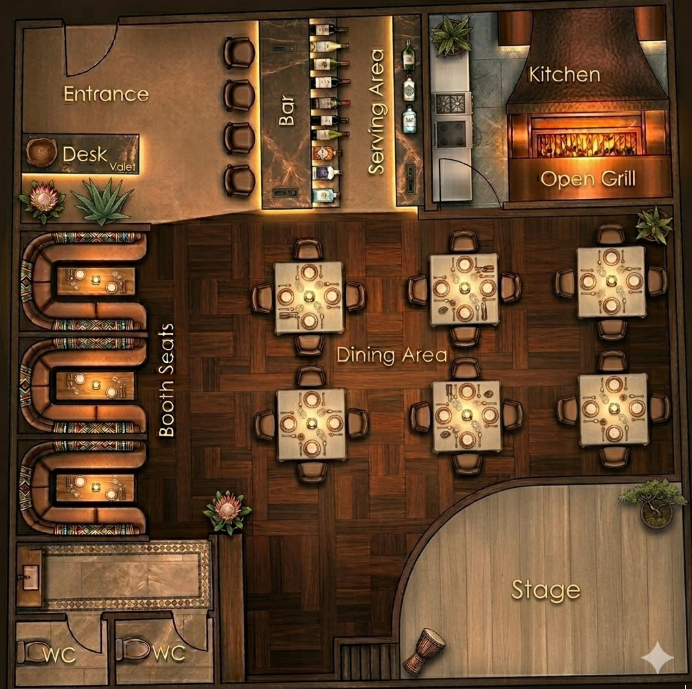 Entrance
Bar
Serving Area
Kitchen
Open Grill
Desk
Valet
Booth Seats
Dining Area
Stage
WC
WC